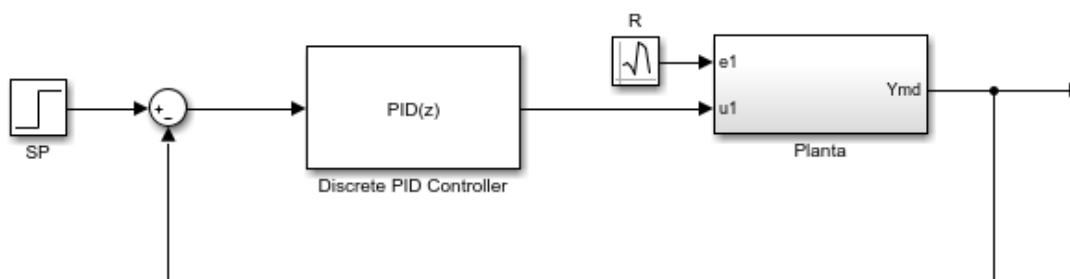 R
e1
Ymd
PID(z)
u1
SP
Planta
Discrete PID Controller